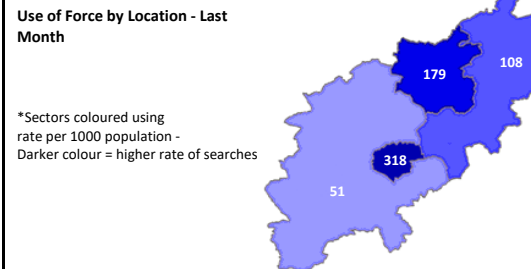 Use of Force by Location - Last
Month
*Sectors coloured using
rate per 1000 population -
Darker colour = higher rate of searches
108
179
318
51